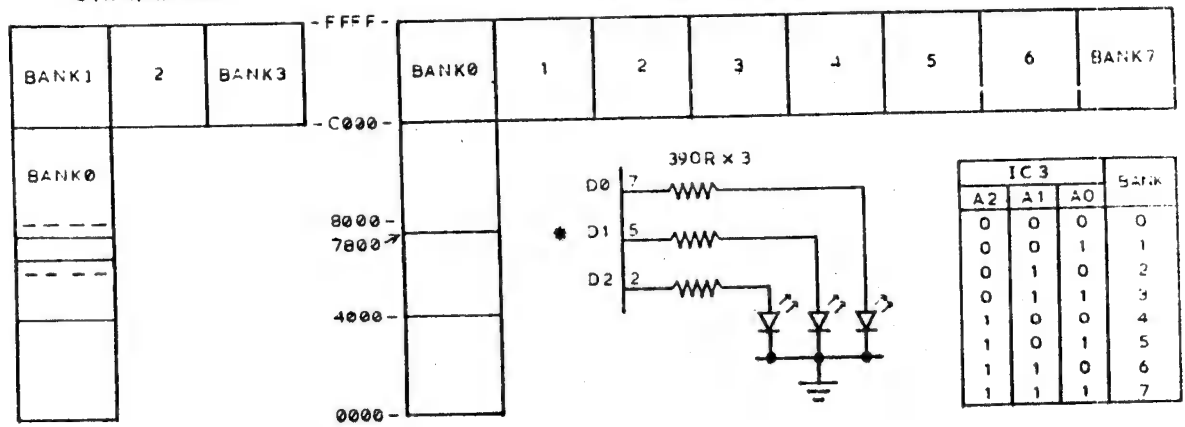 -FFFF-
BANK1 2 BANK3
BANK0 1 2 3 4 5 6 BANK7
-C000-
BANK0
8000-
7800
4000-
0000-
390R × 3
D0 7
* D1 5
D2 2
IC3 BANK
A2 A1 A0
0 0 0 0
0 0 1 1
0 1 0 2
0 1 1 3
1 0 0 4
1 0 1 5
1 1 0 6
1 1 1 7